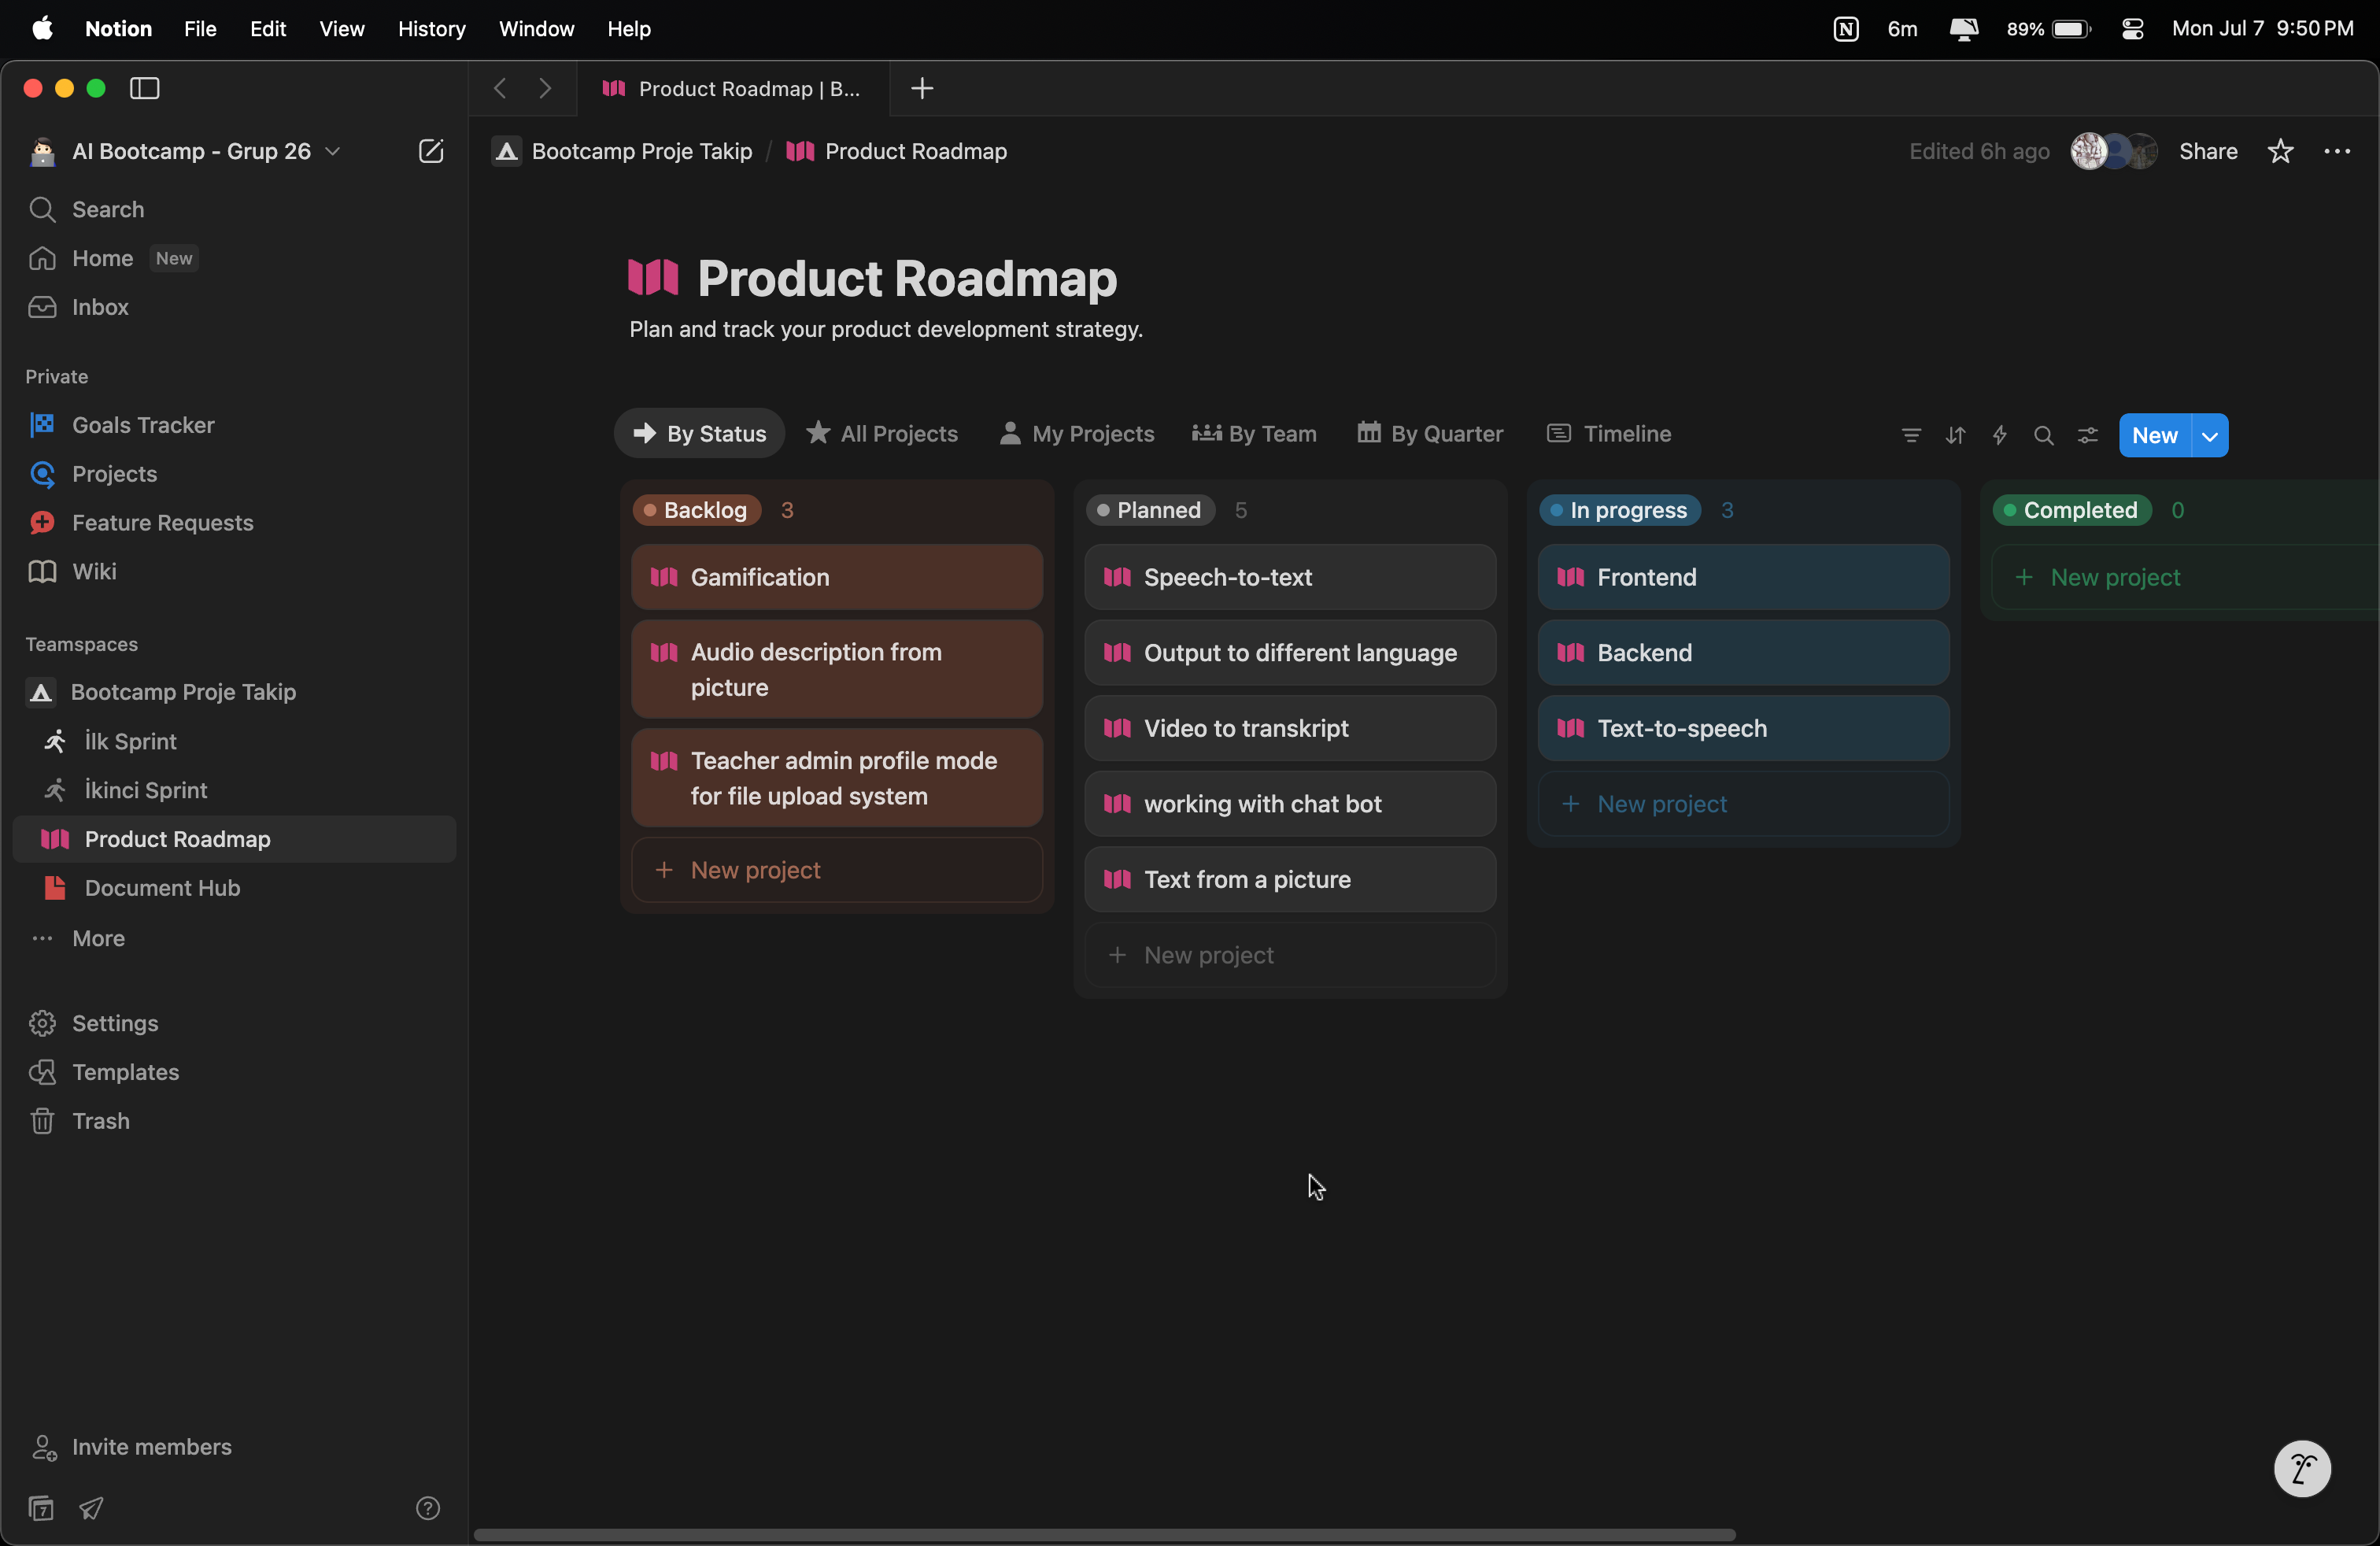 Notion File Edit View History Window Help
6m 89% Mon Jul 7 9:50 PM
Product Roadmap | B...
AI Bootcamp - Grup 26
Bootcamp Proje Takip / Product Roadmap
Edited 6h ago Share
Search
Home New
Inbox
Private
Goals Tracker
Projects
Feature Requests
Wiki
Teamspaces
Bootcamp Proje Takip
İlk Sprint
İkinci Sprint
Product Roadmap
Document Hub
More
Settings
Templates
Trash
Invite members
7
Product Roadmap
Plan and track your product development strategy.
By Status All Projects My Projects By Team By Quarter Timeline
New
Backlog 3
Gamification
Audio description from
picture
Teacher admin profile mode
for file upload system
+ New project
Planned 5
Speech-to-text
Output to different language
Video to transkript
working with chat bot
Text from a picture
+ New project
In progress 3
Frontend
Backend
Text-to-speech
+ New project
Completed 0
+ New project